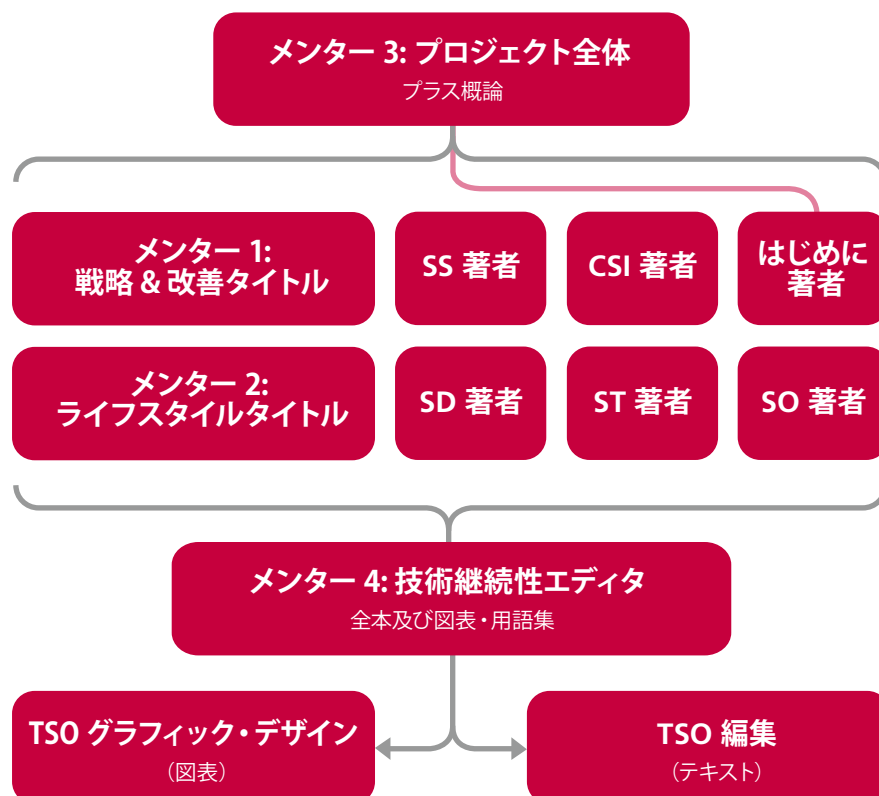 メンター 3: プロジェクト全体
プラス概論
メンター 1:
戦略 & 改善タイトル
SS 著者
CSI 著者
はじめに
著者
メンター 2:
ライフスタイルタイトル
SD 著者
ST 著者
SO 著者
メンター 4: 技術継続性エディタ
全本及び図表・用語集
TSO グラフィック・デザイン
（図表）
TSO 編集
（テキスト）